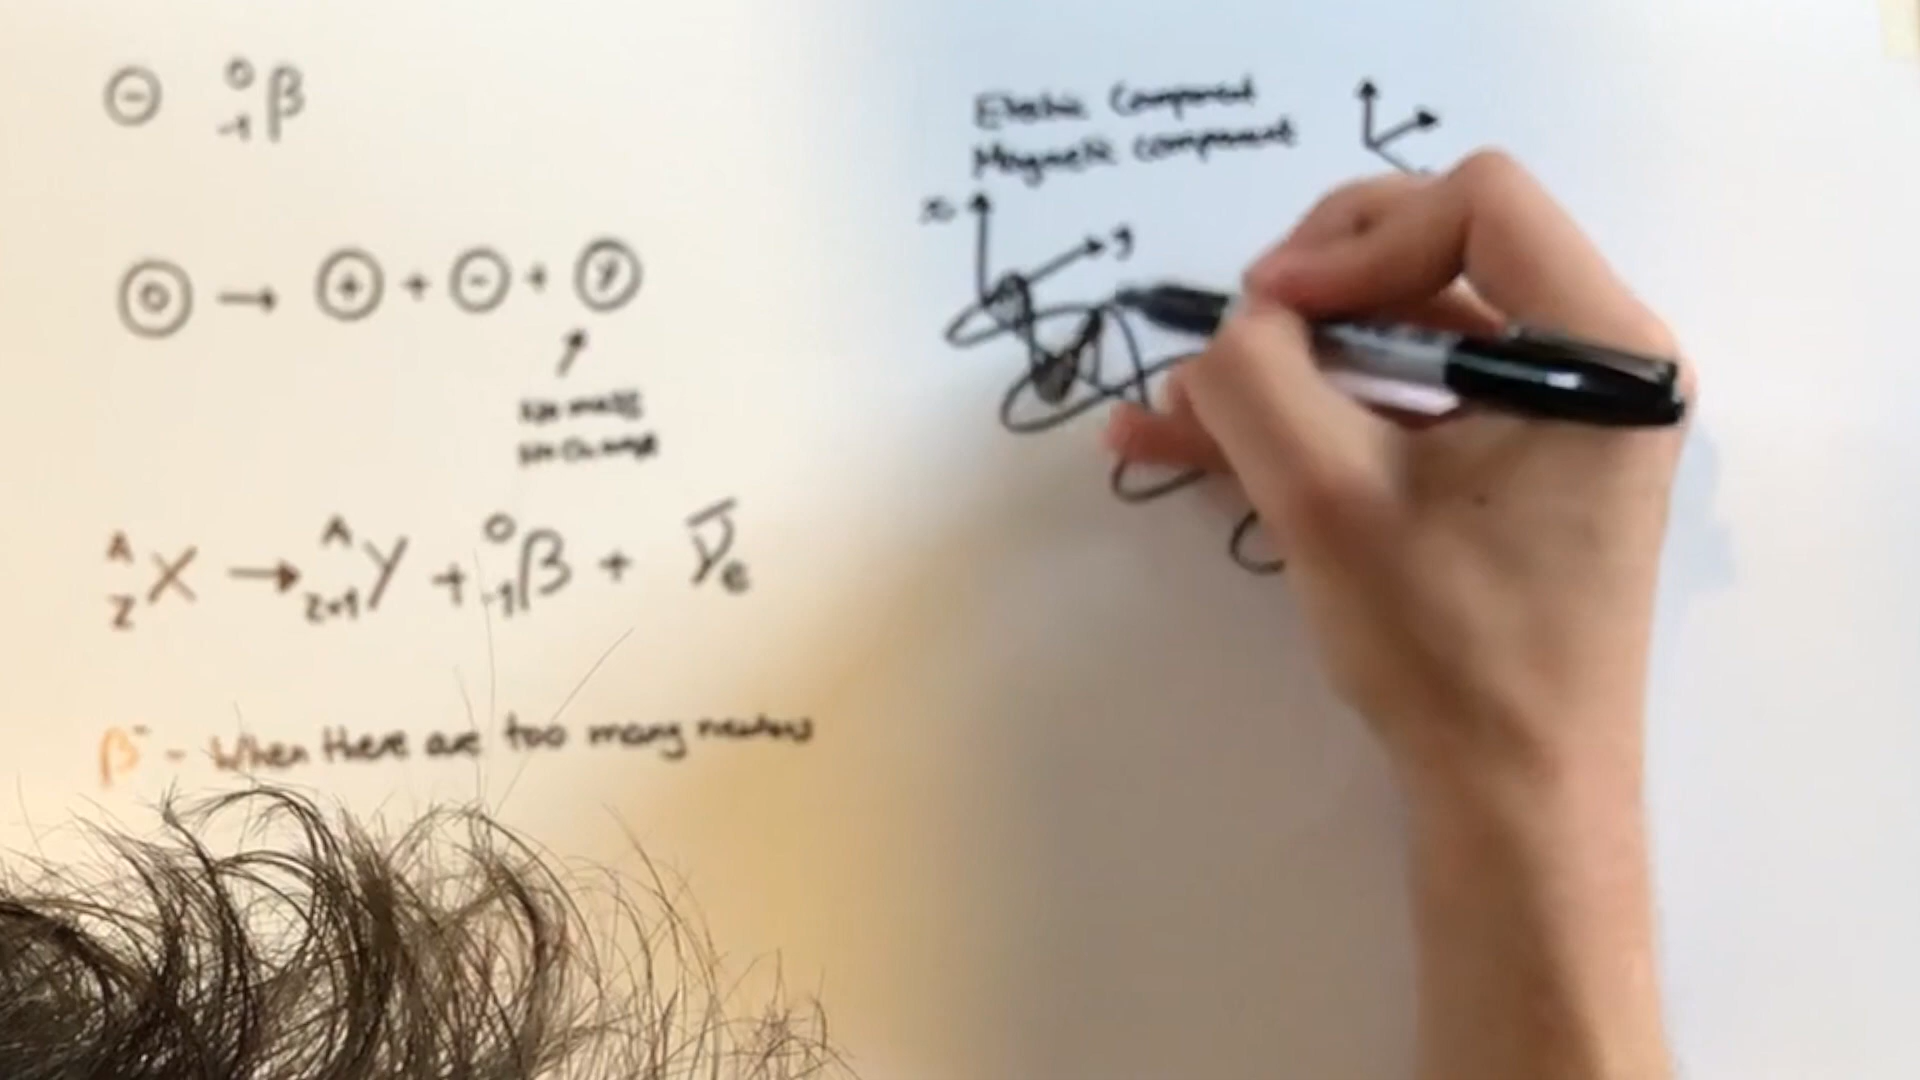 ⊖ ⁰₋₁β
Electric Component
Magnetic component
x
y
0 → + + - + ν
No mass
No charge
ᴬ_Z X → ᴬ_Z+1 Y + ⁰₋₁β + ν̄e
β⁻ - When there are too many